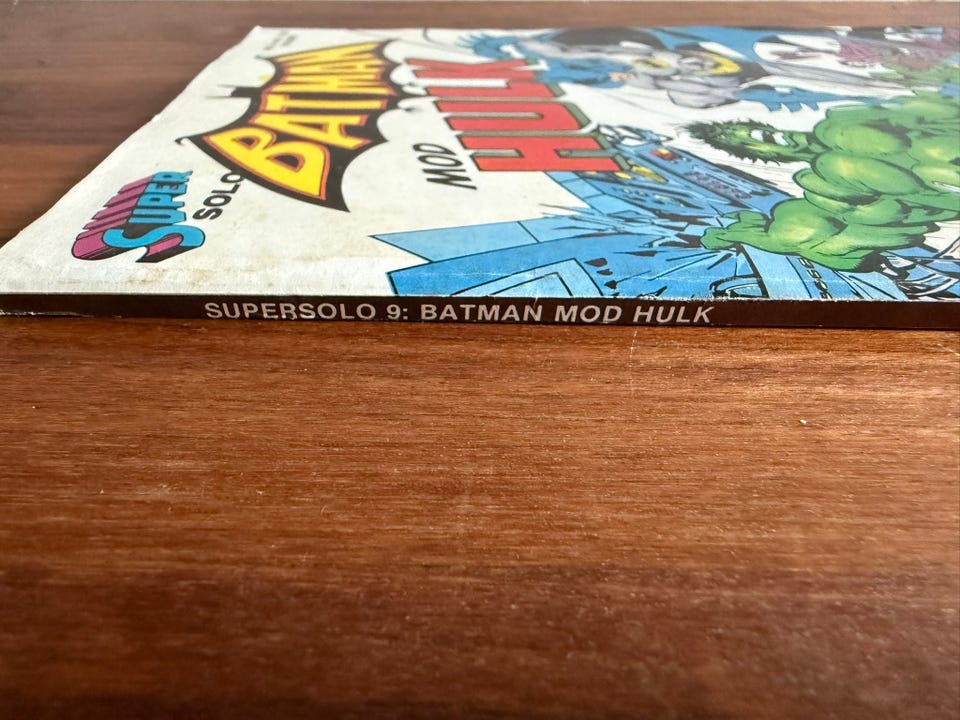 BATMAN
MOD
HULK
SUPER
SOLO
SUPERSOLO 9: BATMAN MOD HULK